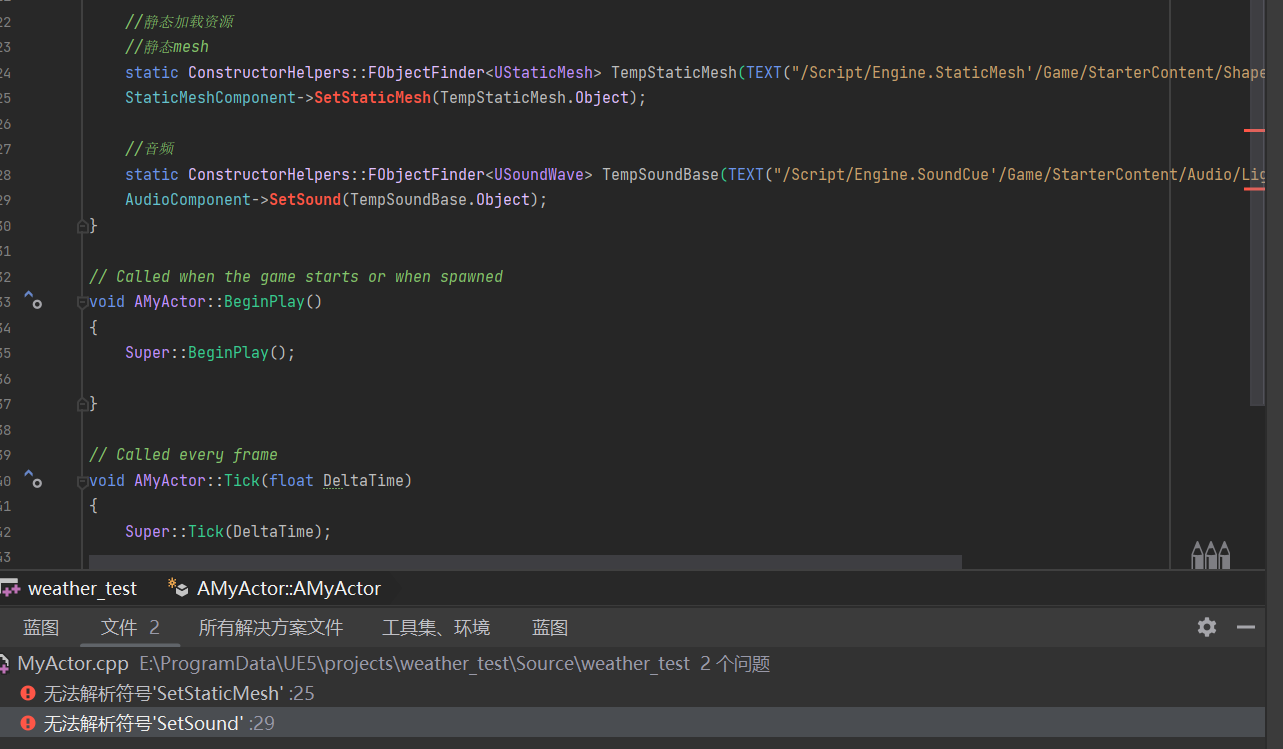 22 //静态加载资源
23 //静态mesh
24 static ConstructorHelpers::FObjectFinder<UStaticMesh> TempStaticMesh(TEXT("/Script/Engine.StaticMesh'/Game/StarterContent/Shape
25 StaticMeshComponent->SetStaticMesh(TempStaticMesh.Object);
26
27 //音频
28 static ConstructorHelpers::FObjectFinder<USoundWave> TempSoundBase(TEXT("/Script/Engine.SoundCue'/Game/StarterContent/Audio/Lig
29 AudioComponent->SetSound(TempSoundBase.Object);
30 }
31
32 // Called when the game starts or when spawned
33 void AMyActor::BeginPlay()
34 {
35 Super::BeginPlay();
36
37 }
38
39 // Called every frame
40 void AMyActor::Tick(float DeltaTime)
41 {
42 Super::Tick(DeltaTime);
43
weather_test AMyActor::AMyActor
蓝图 文件 2 所有解决方案文件 工具集、环境 蓝图
MyActor.cpp E:\ProgramData\UE5\projects\weather_test\Source\weather_test 2 个问题
无法解析符号'SetStaticMesh' :25
无法解析符号'SetSound' :29